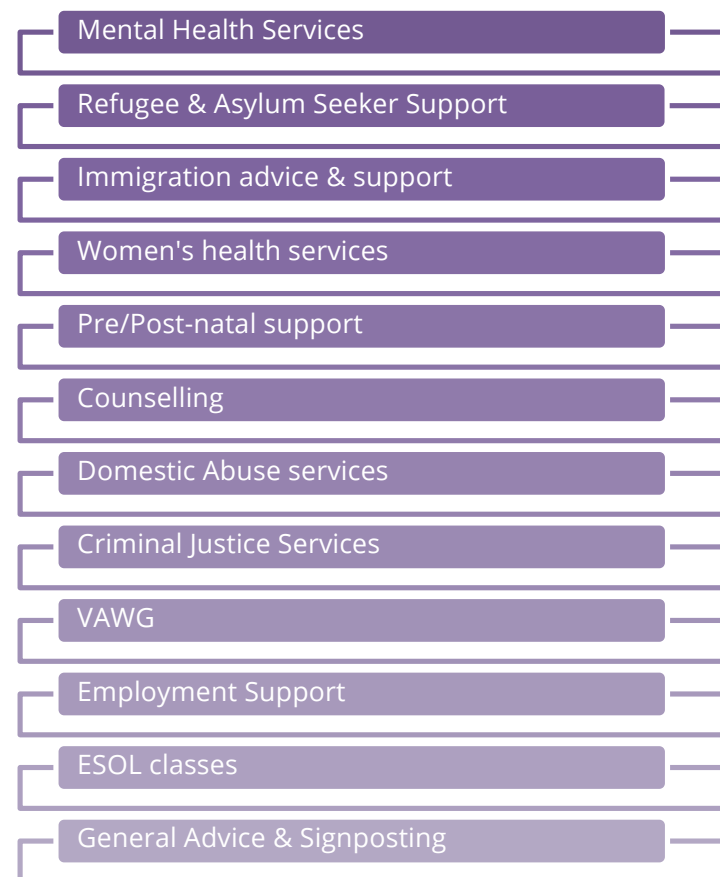 Mental Health Services
Refugee & Asylum Seeker Support
Immigration advice & support
Women's health services
Pre/Post-natal support
Counselling
Domestic Abuse services
Criminal Justice Services
VAWG
Employment Support
ESOL classes
General Advice & Signposting